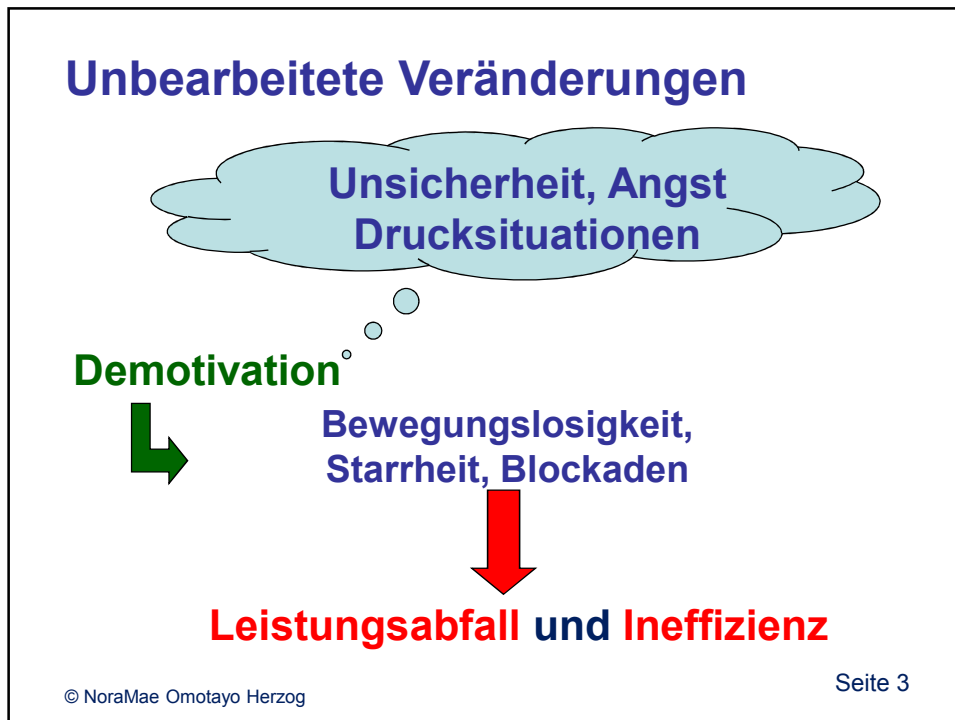 Unbearbeitete Veränderungen
Unsicherheit, Angst
Drucksituationen
Demotivation
Bewegungslosigkeit,
Starrheit, Blockaden
Leistungsabfall und Ineffizienz
© NoraMae Omotayo Herzog
Seite 3